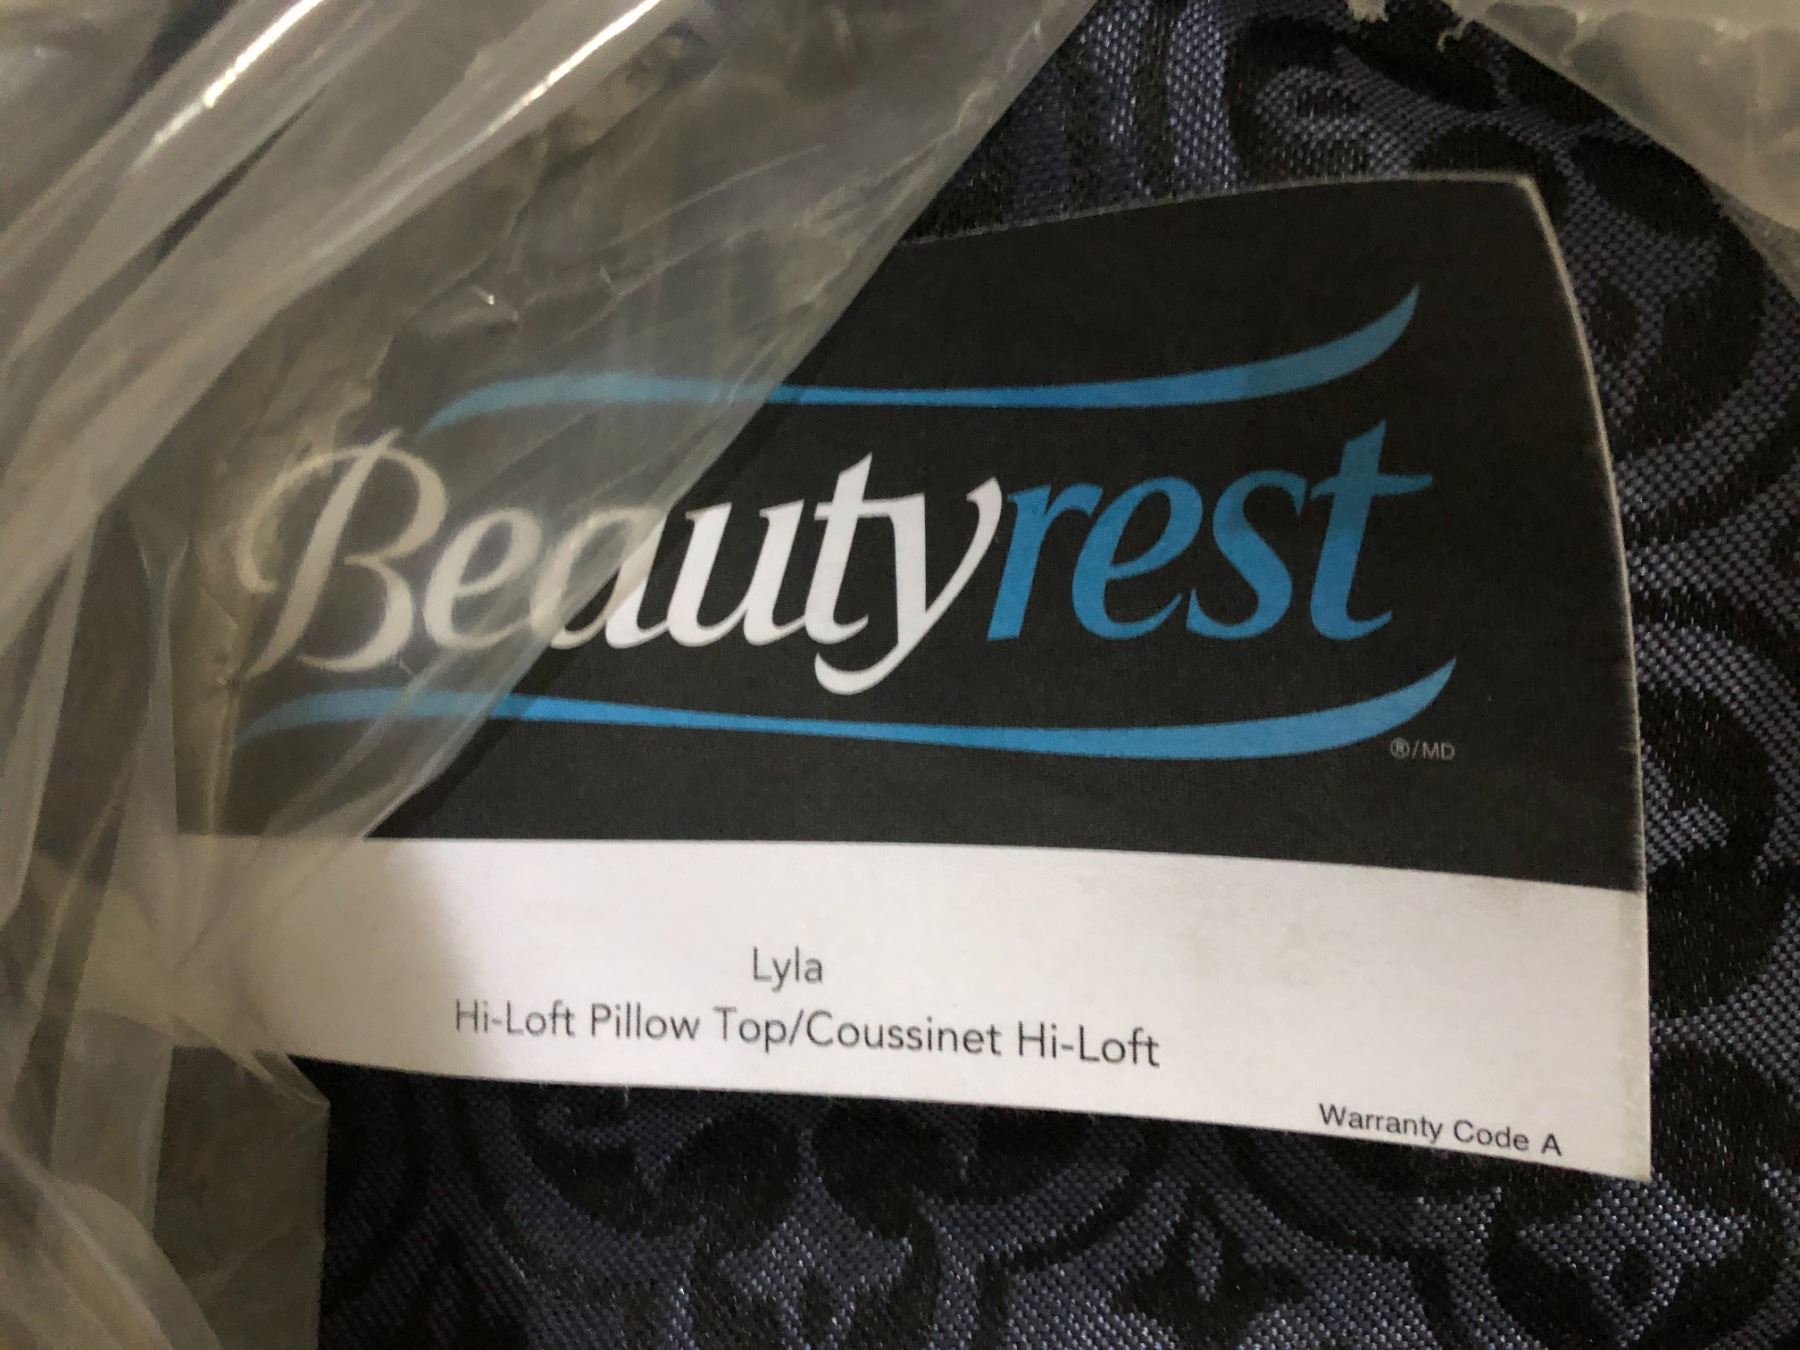 Beautyrest
®/MD
Lyla
Hi-Loft Pillow Top/Coussinet Hi-Loft
Warranty Code A